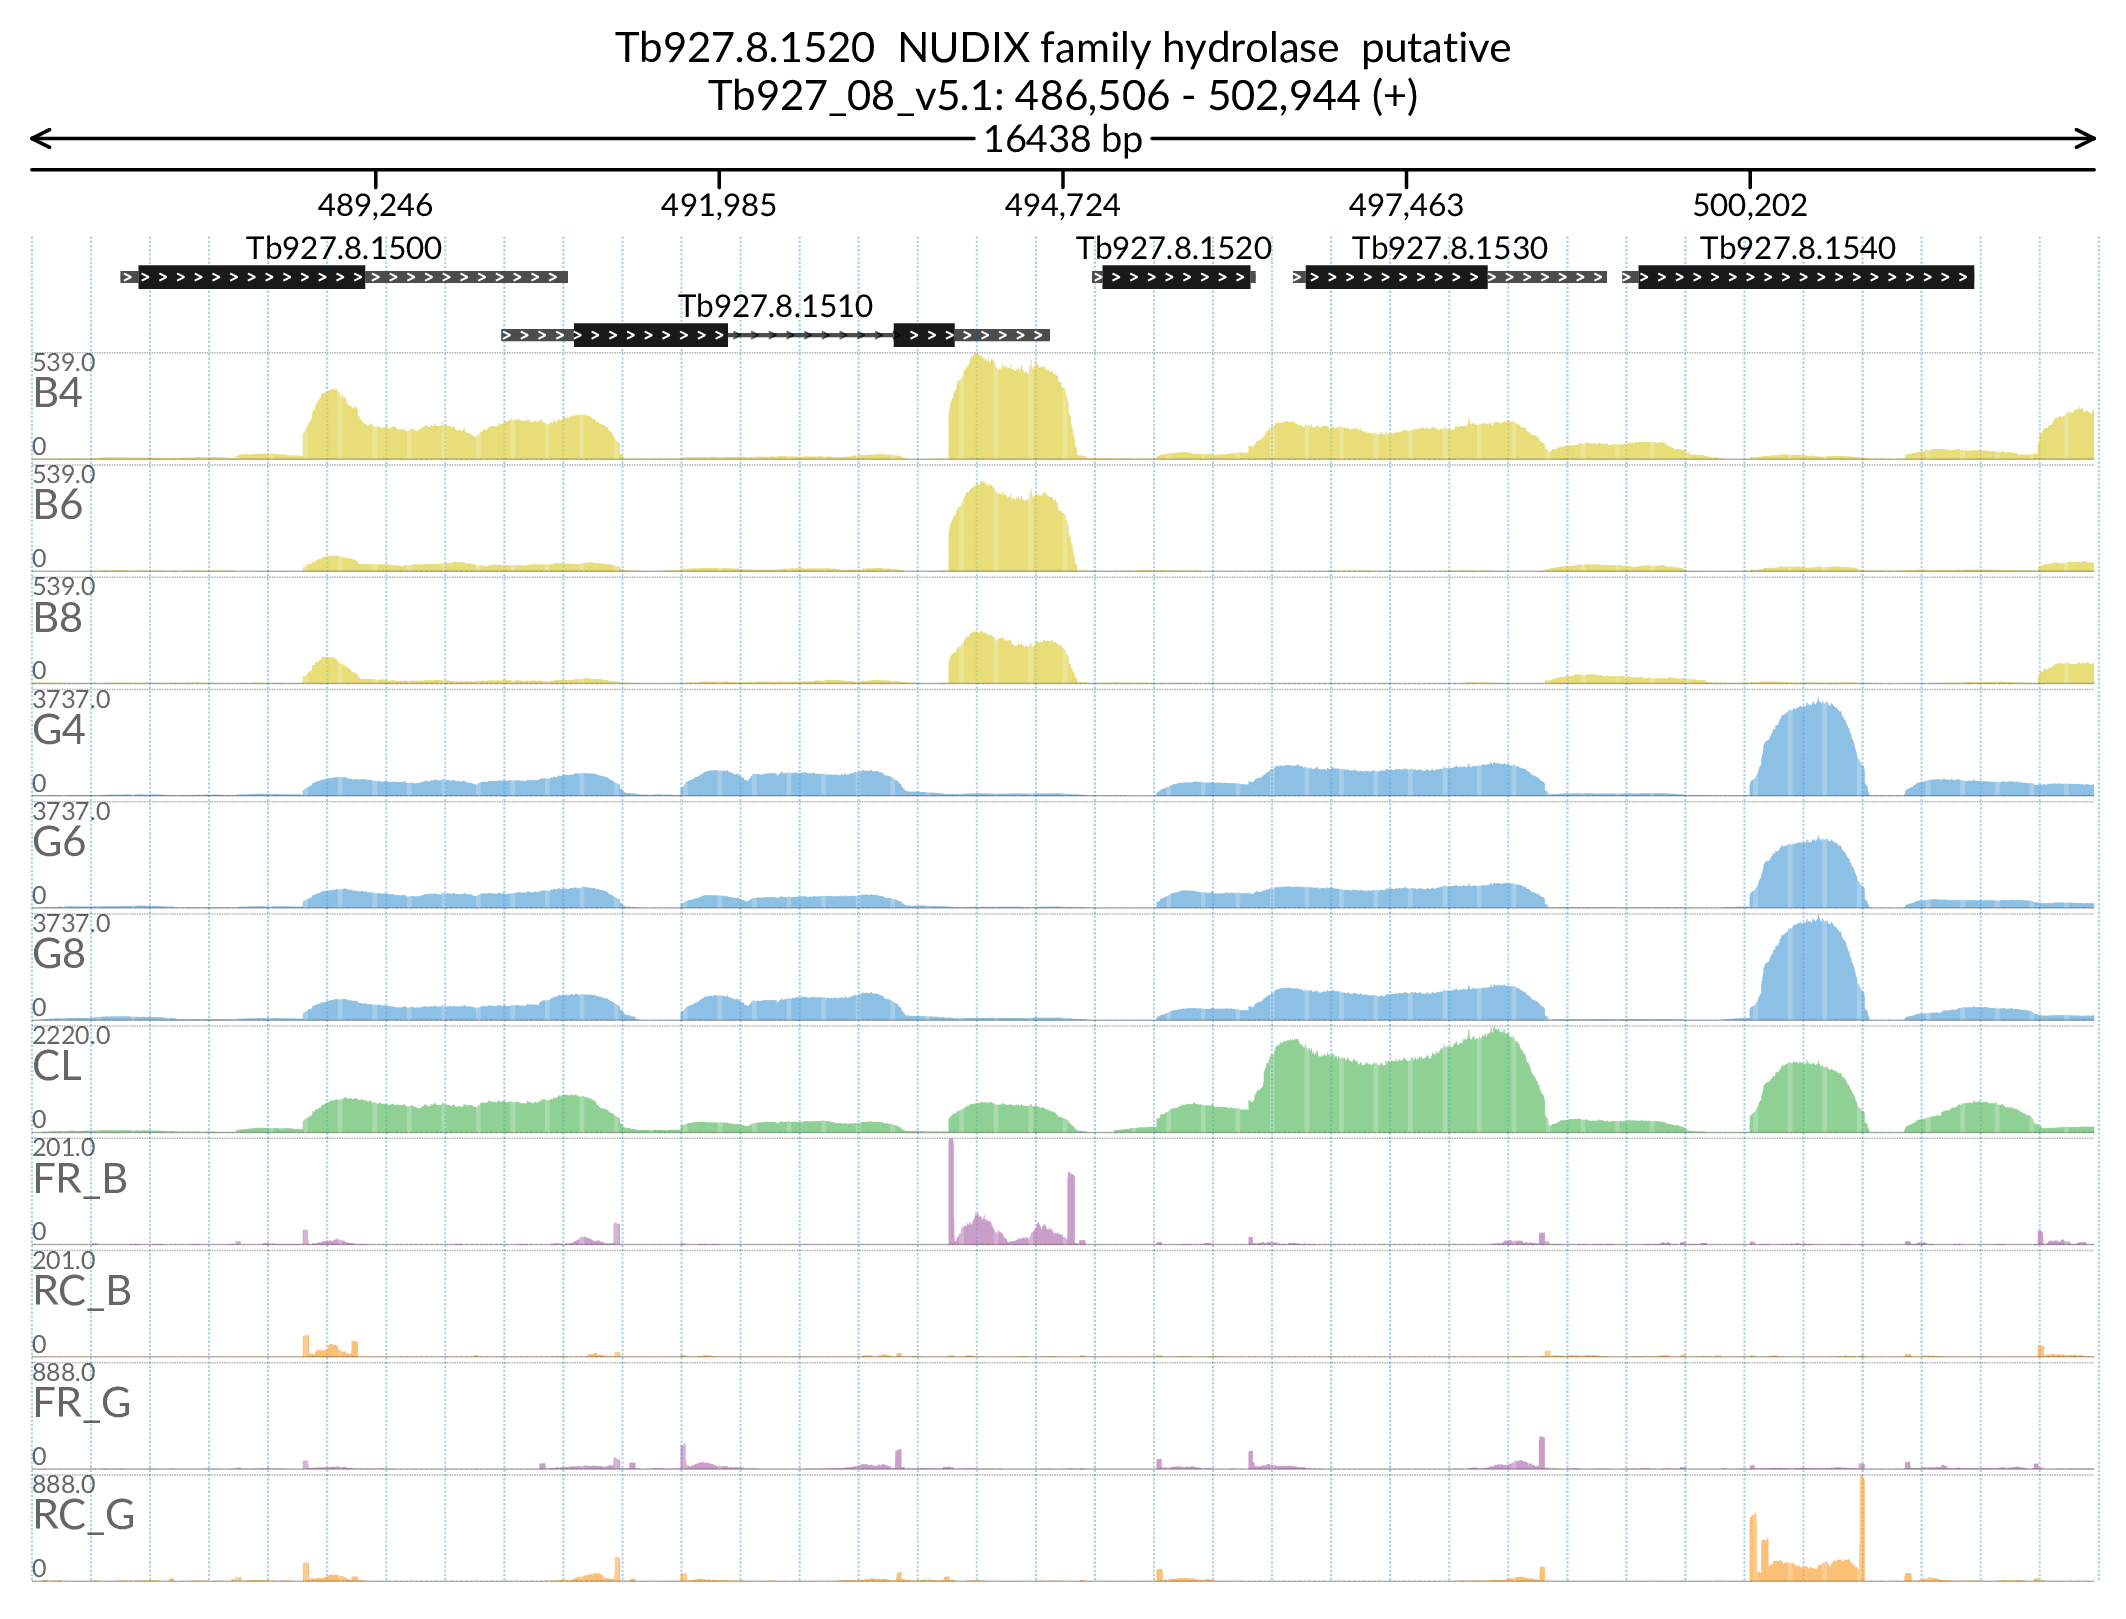 Tb927.8.1520  NUDIX family hydrolase  putative
Tb927_08_v5.1: 486,506 - 502,944 (+)
16438 bp
489,246 491,985 494,724 497,463 500,202
Tb927.8.1500 Tb927.8.1520 Tb927.8.1530 Tb927.8.1540
Tb927.8.1510
539.0
B4
0
539.0
B6
0
539.0
B8
0
3737.0
G4
0
3737.0
G6
0
3737.0
G8
0
2220.0
CL
0
201.0
FR_B
0
201.0
RC_B
0
888.0
FR_G
0
888.0
RC_G
0